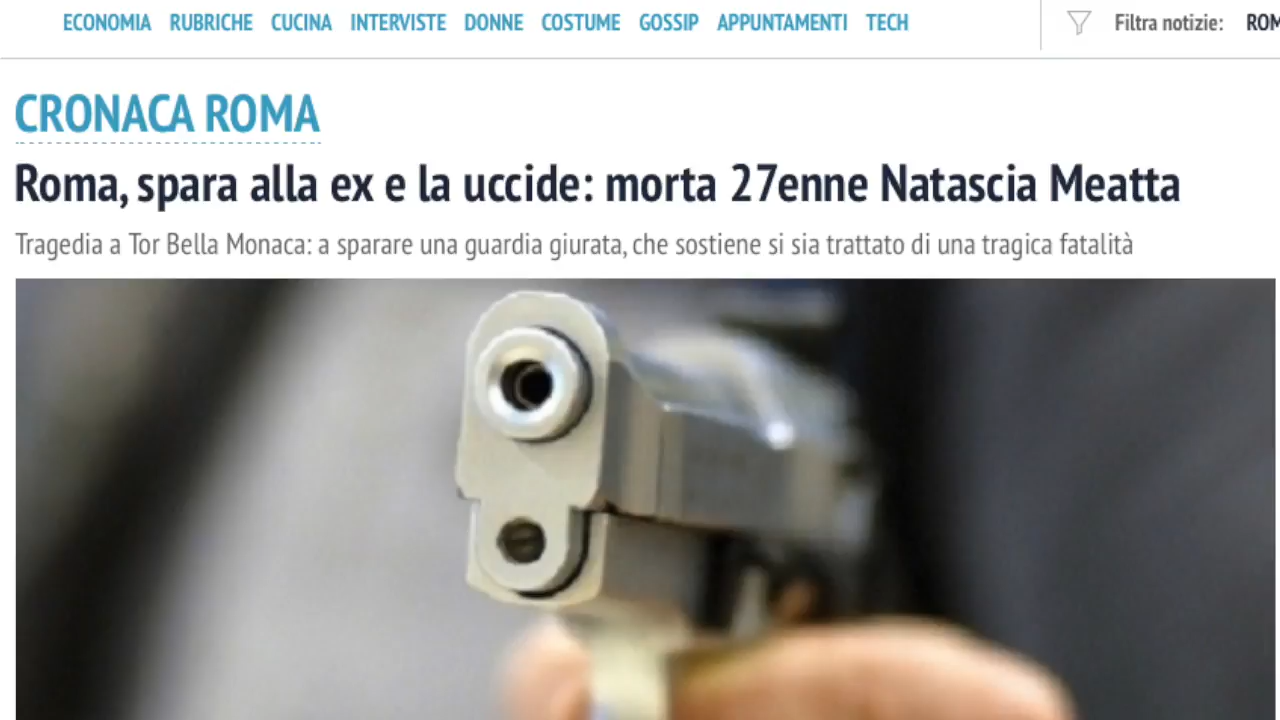 ECONOMIA RUBRICHE CUCINA INTERVISTE DONNE COSTUME GOSSIP APPUNTAMENTI TECH Filtra notizie:
CRONACA ROMA
Roma, spara alla ex e la uccide: morta 27enne Natascia Meatta
Tragedia a Tor Bella Monaca: a sparare una guardia giurata, che sostiene si sia trattato di una tragica fatalità